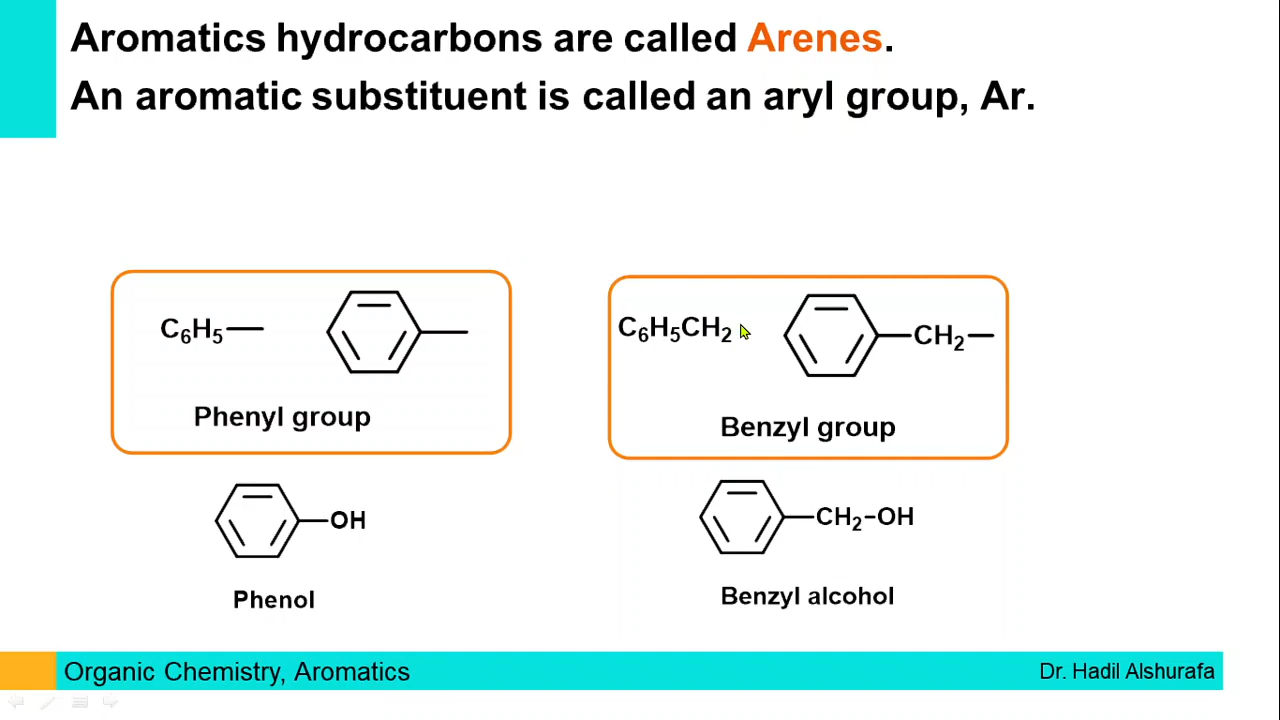 Aromatics hydrocarbons are called Arenes.
An aromatic substituent is called an aryl group, Ar.
C₆H₅—
Phenyl group
C₆H₅CH₂
CH₂—
Benzyl group
OH
Phenol
CH₂-OH
Benzyl alcohol
Organic Chemistry, Aromatics
Dr. Hadil Alshurafa